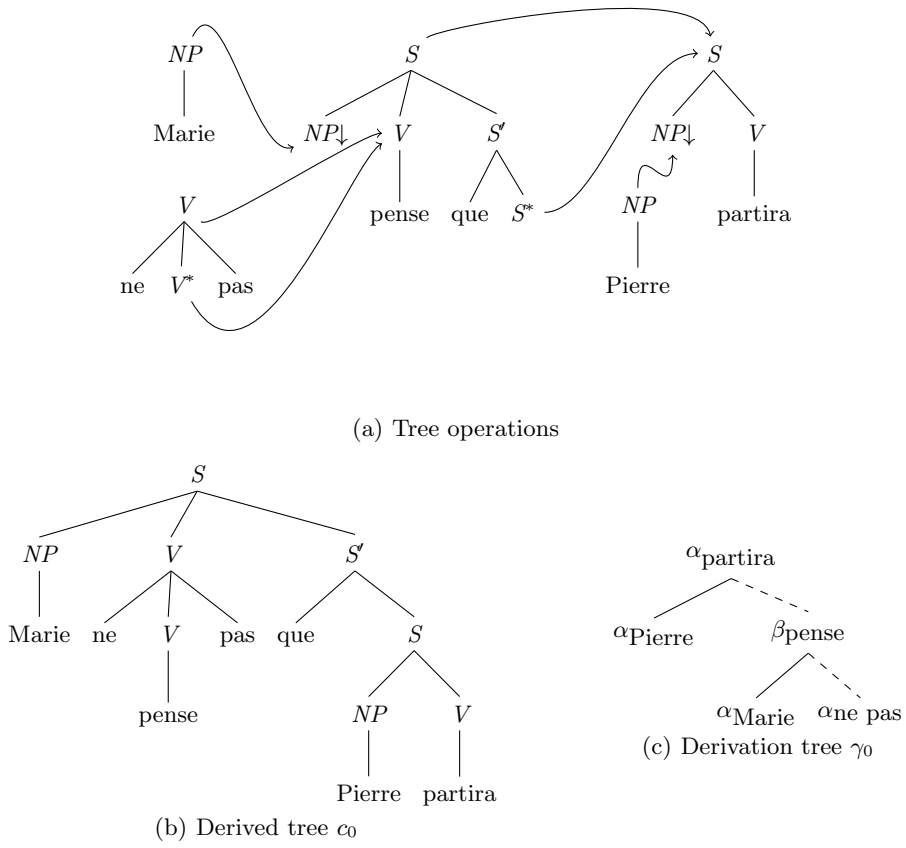 NP S S
Marie NP↓ V S′ NP↓ V
V pense que S* NP partira
ne V* pas Pierre
(a) Tree operations
S
NP V S′
Marie ne V pas que S
pense NP V
Pierre partira
(b) Derived tree c₀
αpartira
αPierre βpense
αMarie αne pas
(c) Derivation tree γ₀